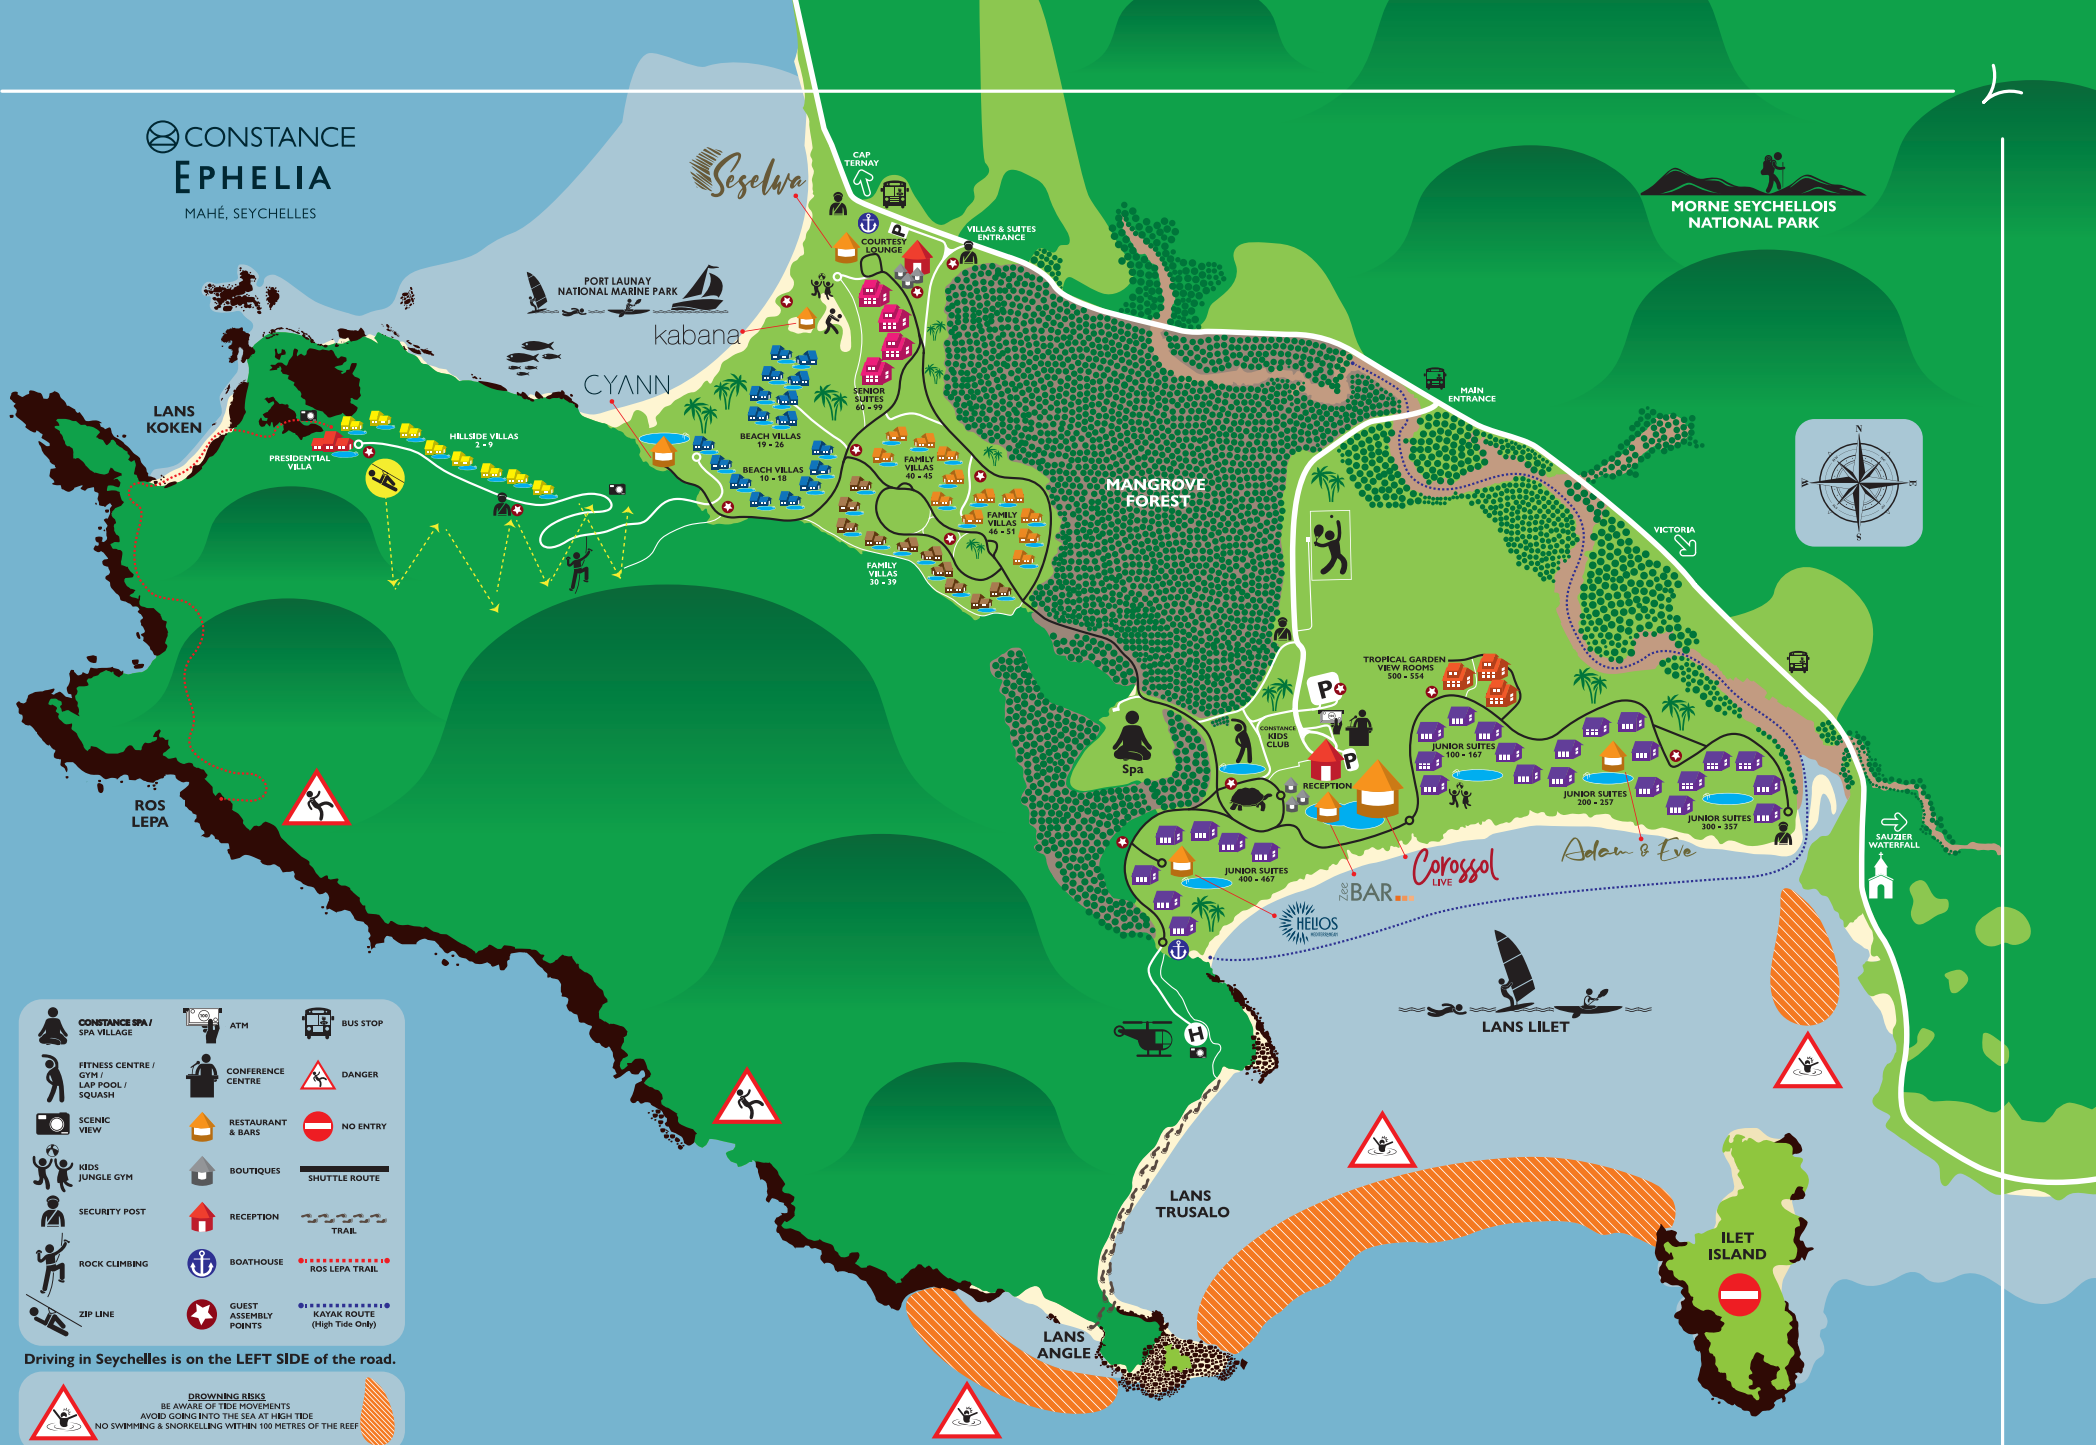 CONSTANCE
EPHELIA
MAHÉ, SEYCHELLES
Seselwa
CAP
TERNAY
P
COURTESY
LOUNGE
VILLAS & SUITES
ENTRANCE
MORNE SEYCHELLOIS
NATIONAL PARK
PORT LAUNAY
NATIONAL MARINE PARK
kabana
CYANN
LANS
KOKEN
PRESIDENTIAL
VILLA
HILLSIDE VILLAS
2 - 9
SENIOR
SUITES
60 - 99
BEACH VILLAS
19 - 26
BEACH VILLAS
10 - 18
FAMILY
VILLAS
40 - 45
FAMILY
VILLAS
46 - 51
FAMILY
VILLAS
30 - 39
MANGROVE
FOREST
MAIN
ENTRANCE
N
W
E
S
VICTORIA
TROPICAL GARDEN
VIEW ROOMS
500 - 554
P
CONSTANCE
KIDS
CLUB
P
RECEPTION
Spa
JUNIOR SUITES
100 - 167
JUNIOR SUITES
200 - 257
JUNIOR SUITES
300 - 357
JUNIOR SUITES
400 - 467
ROS
LEPA
SAUZIER
WATERFALL
Adam & Eve
Corossol
LIVE
Zee BAR
HELIOS
LANS LILET
H
LANS
TRUSALO
LANS
ANGLE
ILET
ISLAND
CONSTANCE SPA /
SPA VILLAGE
FITNESS CENTRE /
GYM /
LAP POOL /
SQUASH
SCENIC
VIEW
KIDS
JUNGLE GYM
SECURITY POST
ROCK CLIMBING
ZIP LINE
100
ATM
CONFERENCE
CENTRE
RESTAURANT
& BARS
BOUTIQUES
RECEPTION
BOATHOUSE
GUEST
ASSEMBLY
POINTS
BUS STOP
DANGER
NO ENTRY
SHUTTLE ROUTE
TRAIL
ROS LEPA TRAIL
KAYAK ROUTE
(High Tide Only)
Driving in Seychelles is on the LEFT SIDE of the road.
DROWNING RISKS
BE AWARE OF TIDE MOVEMENTS
AVOID GOING INTO THE SEA AT HIGH TIDE
NO SWIMMING & SNORKELLING WITHIN 100 METRES OF THE REEF